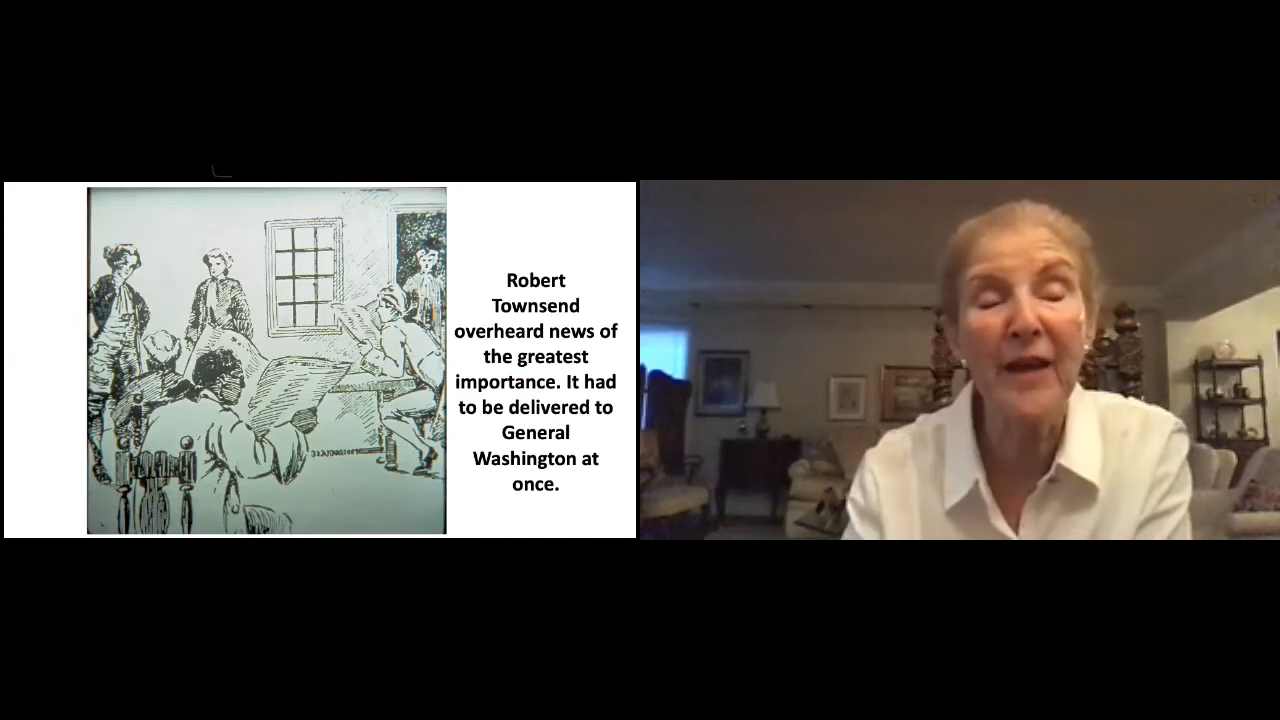 Robert
Townsend
overheard news of
the greatest
importance. It had
to be delivered to
General
Washington at
once.